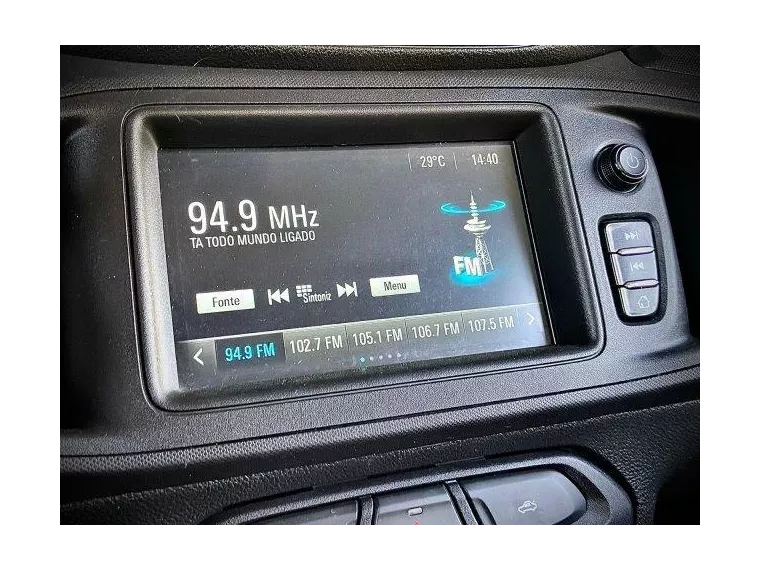 29°C 14:40
94.9 MHz
TA TODO MUNDO LIGADO
FM
Fonte Sintoniz Menu
94.9 FM 102.7 FM 105.1 FM 106.7 FM 107.5 FM